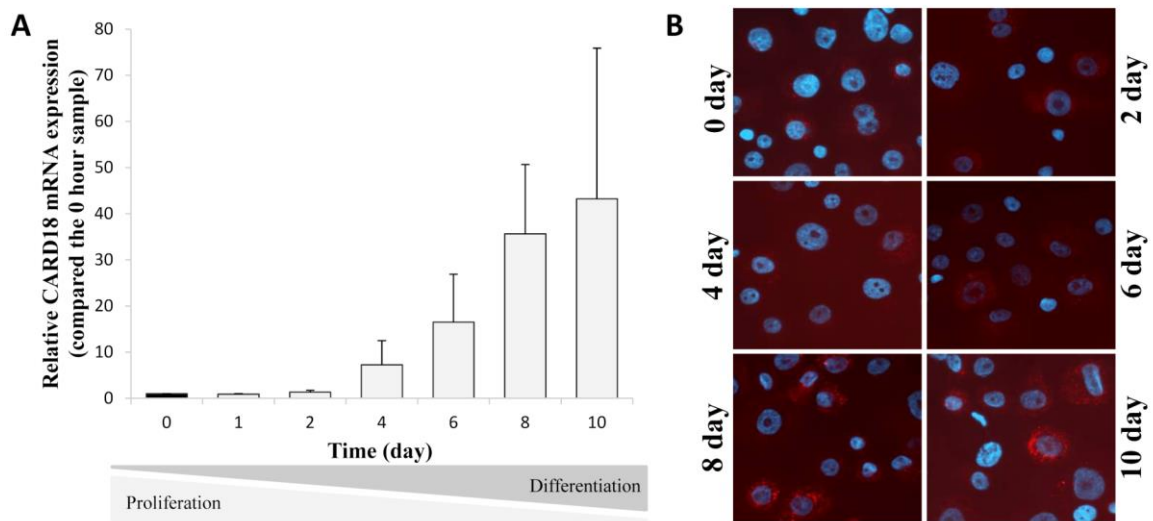 A
Relative CARD18 mRNA expression
(compared the 0 hour sample)
80
70
60
50
40
30
20
10
0
0 1 2 4 6 8 10
Time (day)
Differentiation
Proliferation
B
0 day
2 day
4 day
6 day
8 day
10 day